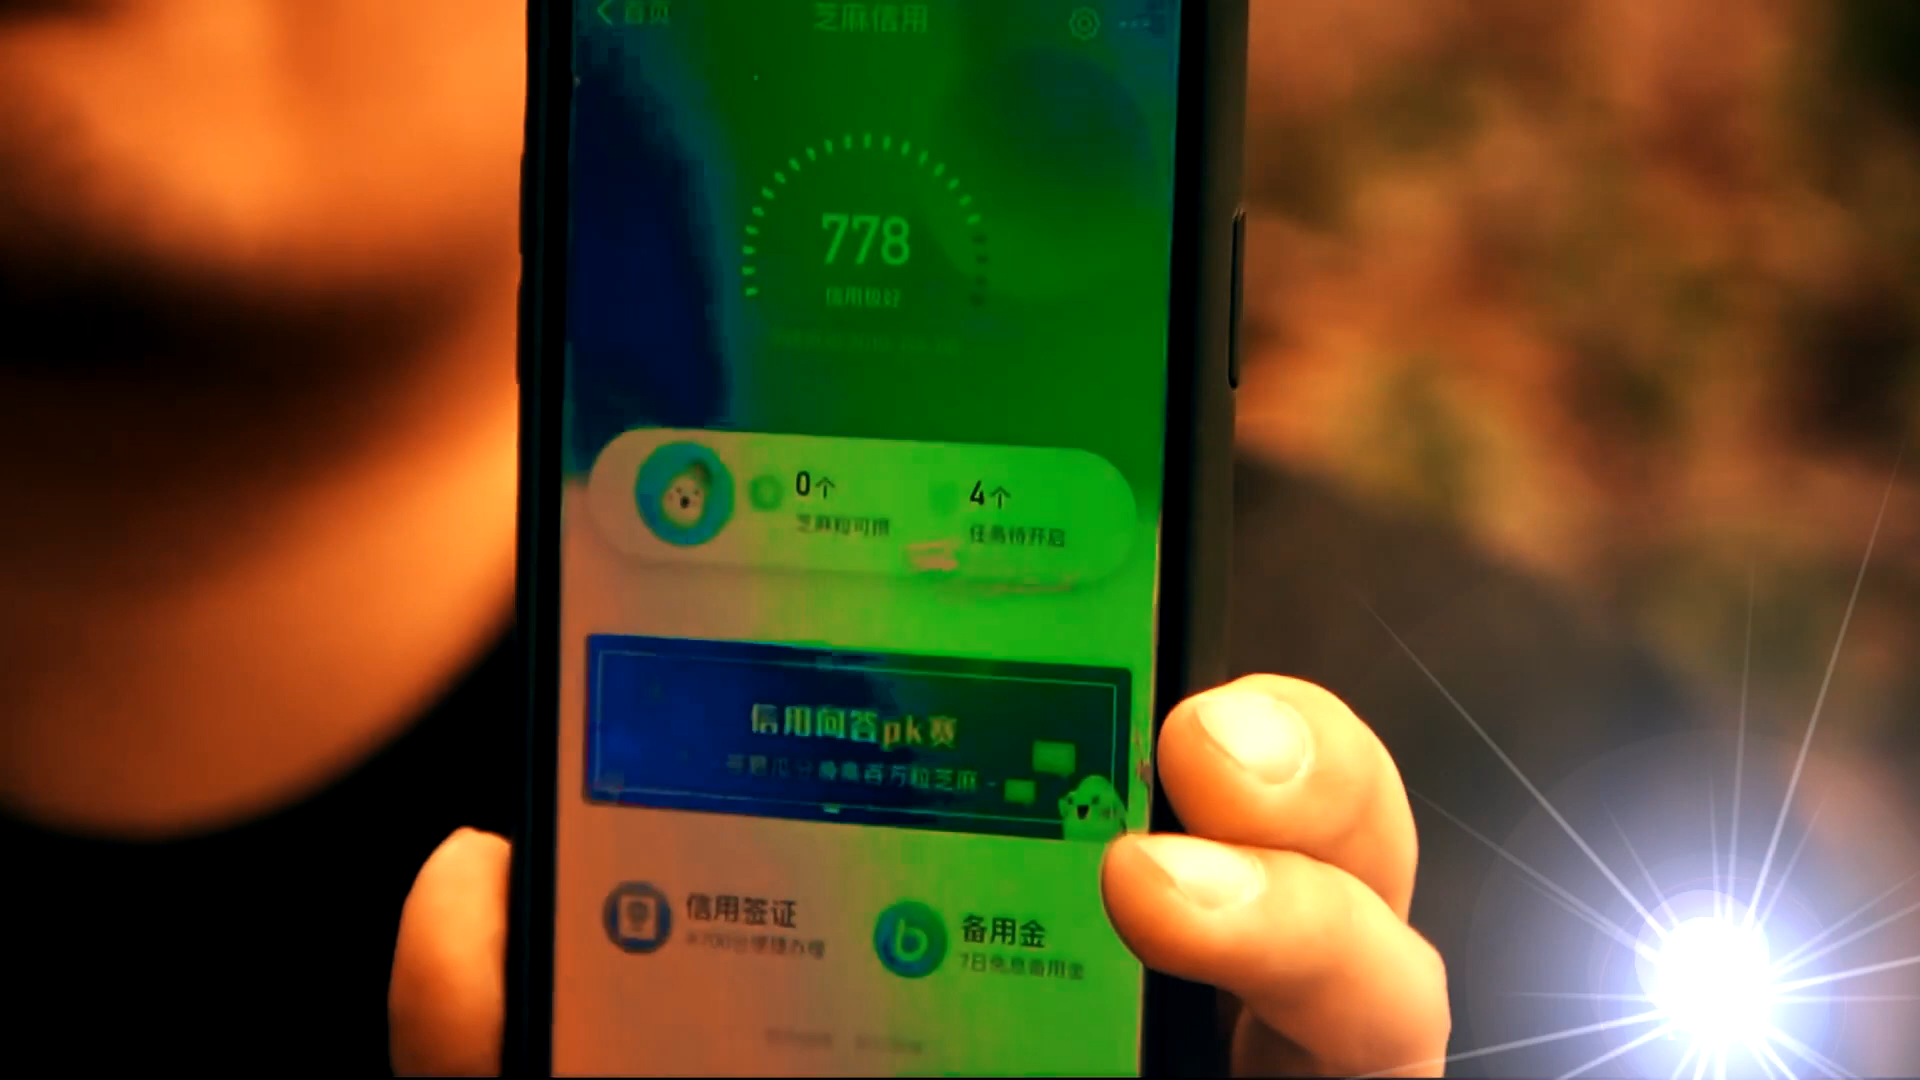 首页
芝麻信用
778
信用极好
0个
芝麻粒可攒
4个
任务待开启
信用问答pk赛
信用签证
备用金
7日免息备用金